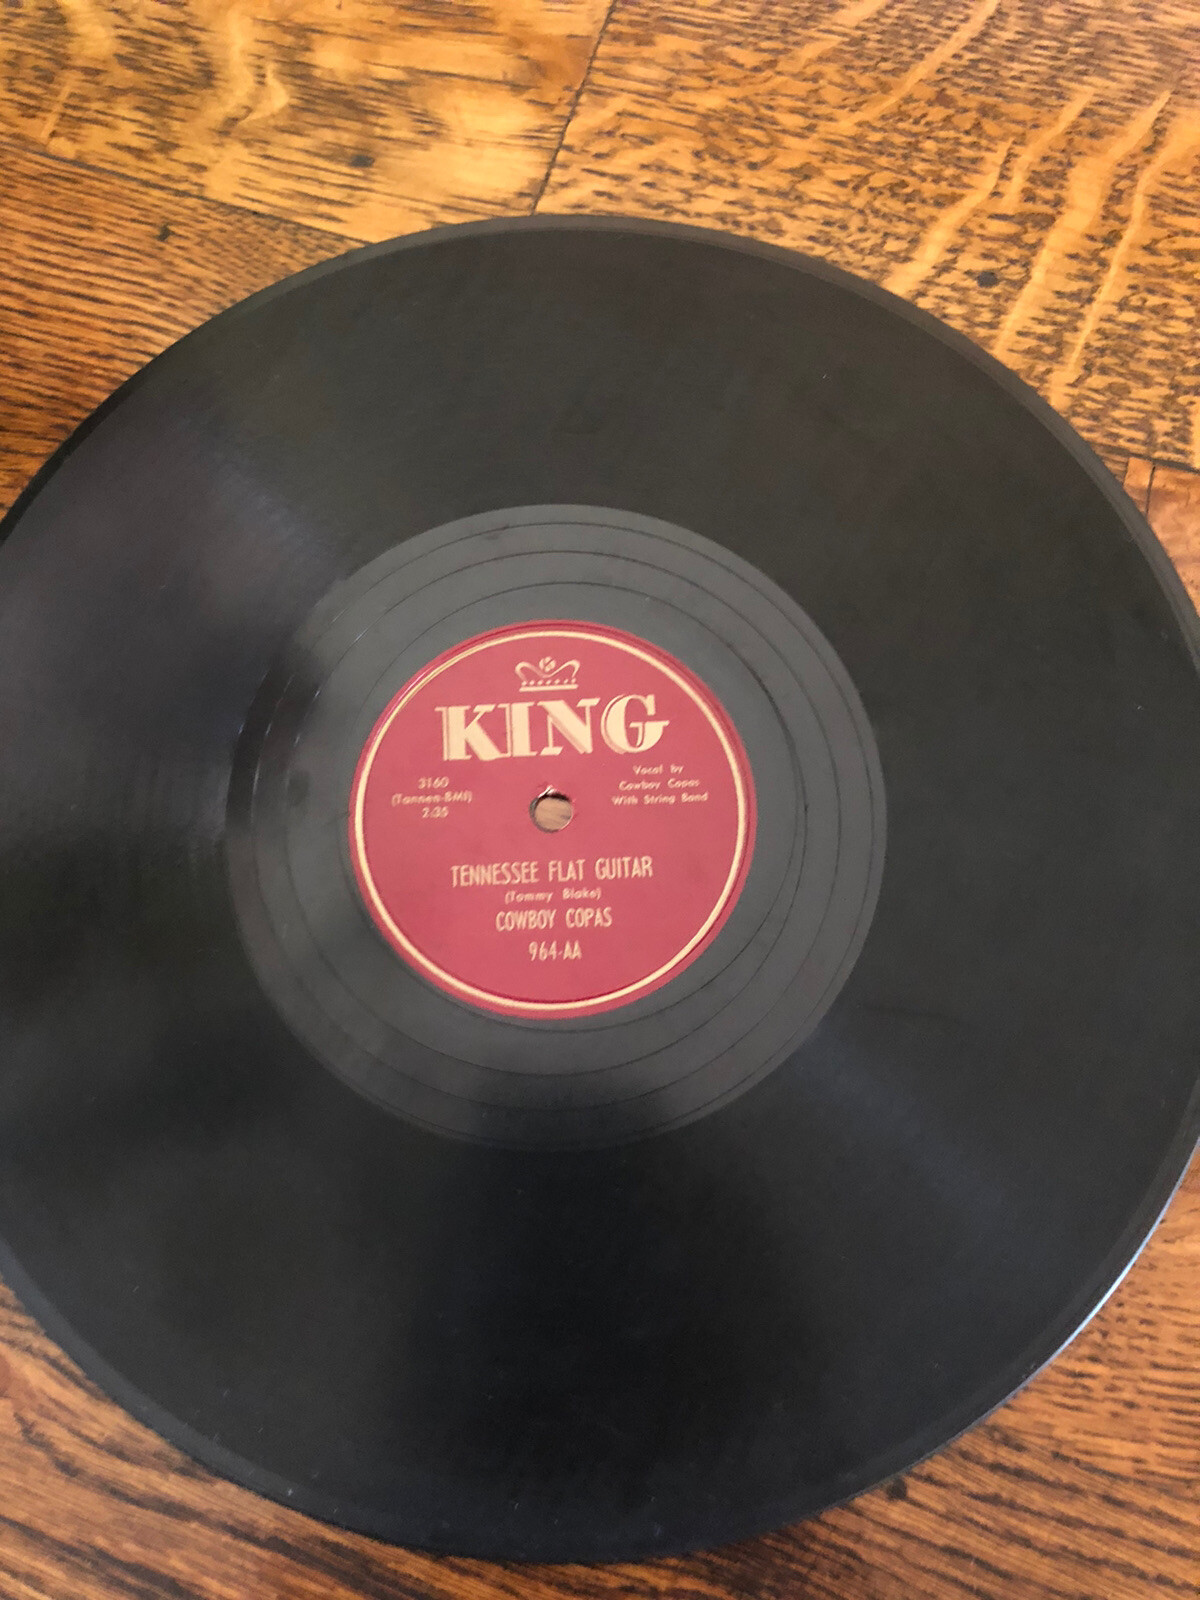 KING
3160
(Tannen-BMI)
2:35
Vocal by
Cowboy Copas
With String Band
TENNESSEE FLAT GUITAR
(Tommy Blake)
COWBOY COPAS
964-AA